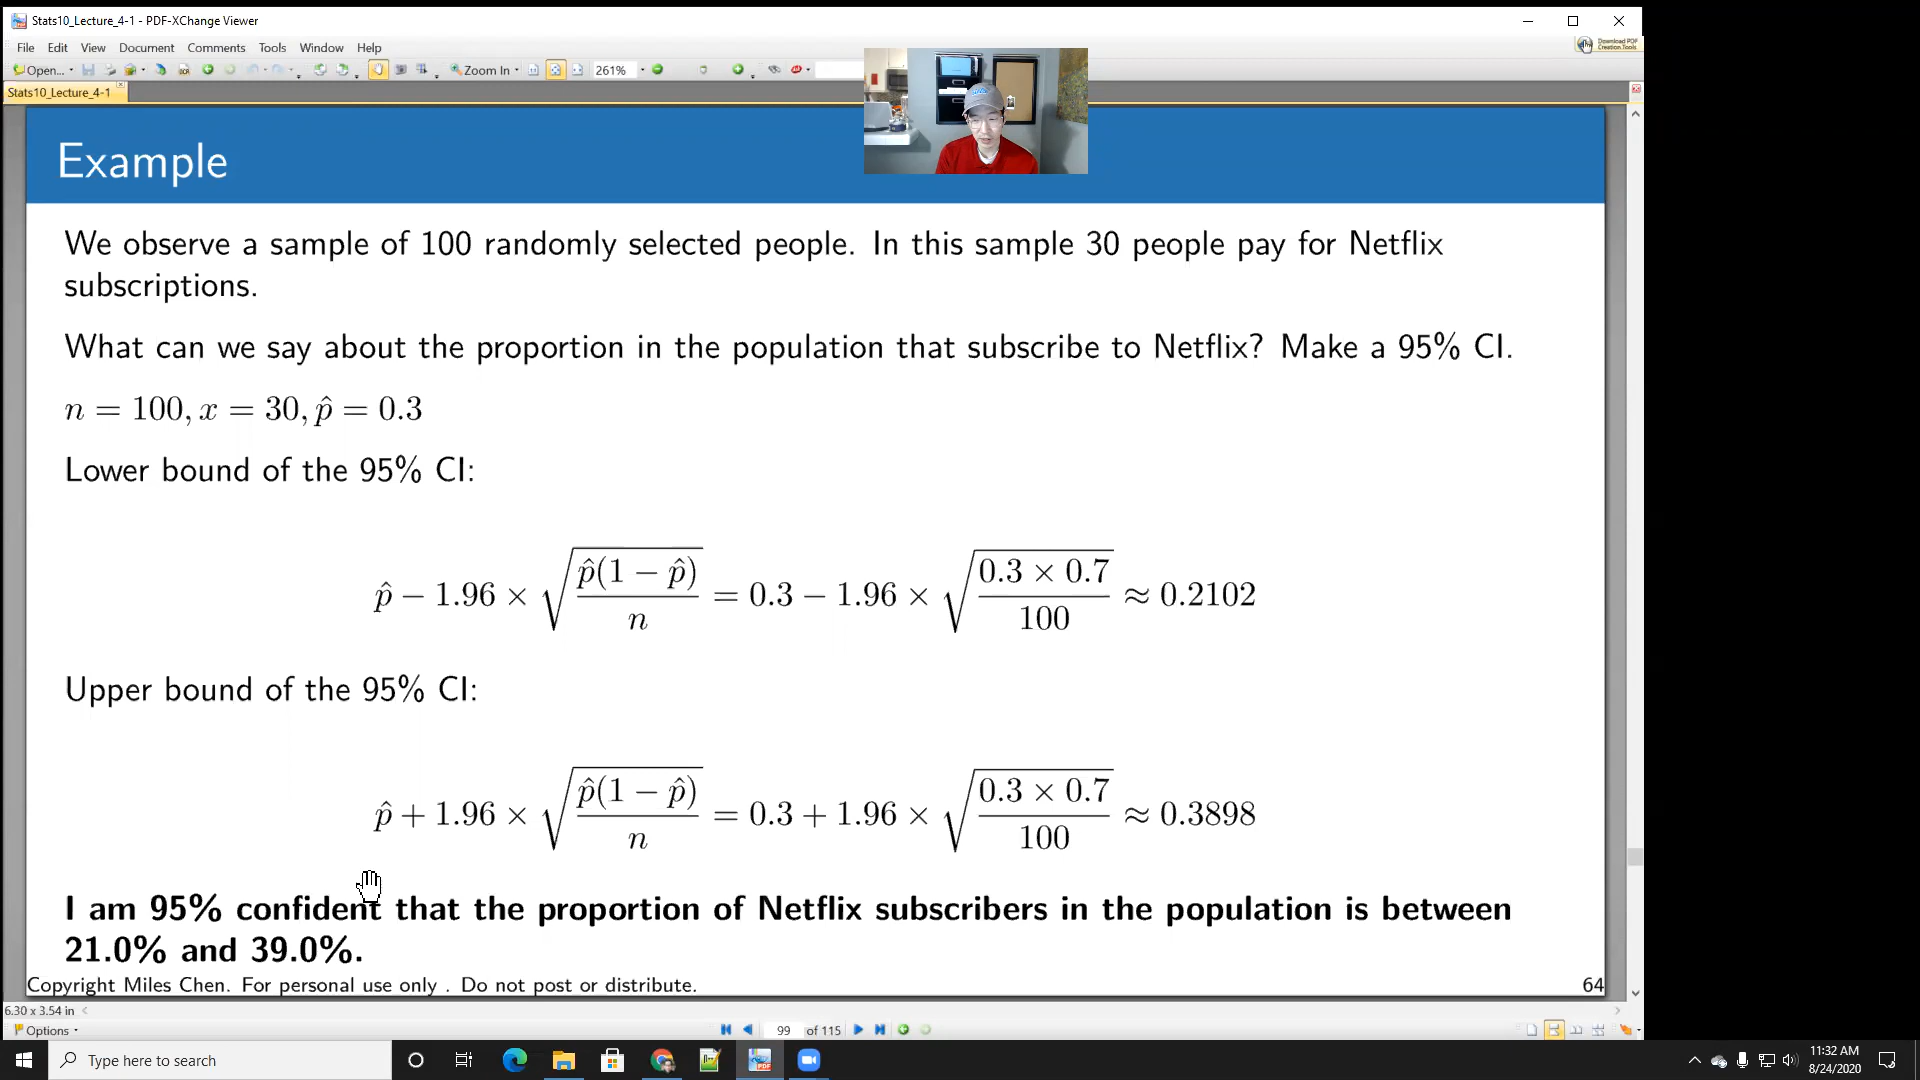 Stats10_Lecture_4-1 - PDF-XChange Viewer
File Edit View Document Comments Tools Window Help
Download PDF
Creation Tools
Open... Zoom In 261%
Stats10_Lecture_4-1
Example
We observe a sample of 100 randomly selected people. In this sample 30 people pay for Netflix
subscriptions.
What can we say about the proportion in the population that subscribe to Netflix? Make a 95% CI.
n = 100, x = 30, p̂ = 0.3
Lower bound of the 95% CI:
p̂ − 1.96 × √(p̂(1 − p̂)/n) = 0.3 − 1.96 × √(0.3 × 0.7/100) ≈ 0.2102
Upper bound of the 95% CI:
p̂ + 1.96 × √(p̂(1 − p̂)/n) = 0.3 + 1.96 × √(0.3 × 0.7/100) ≈ 0.3898
I am 95% confident that the proportion of Netflix subscribers in the population is between
21.0% and 39.0%.
Copyright Miles Chen. For personal use only . Do not post or distribute. 64
6.30 x 3.54 in
Options 99 of 115
Type here to search
11:32 AM
8/24/2020